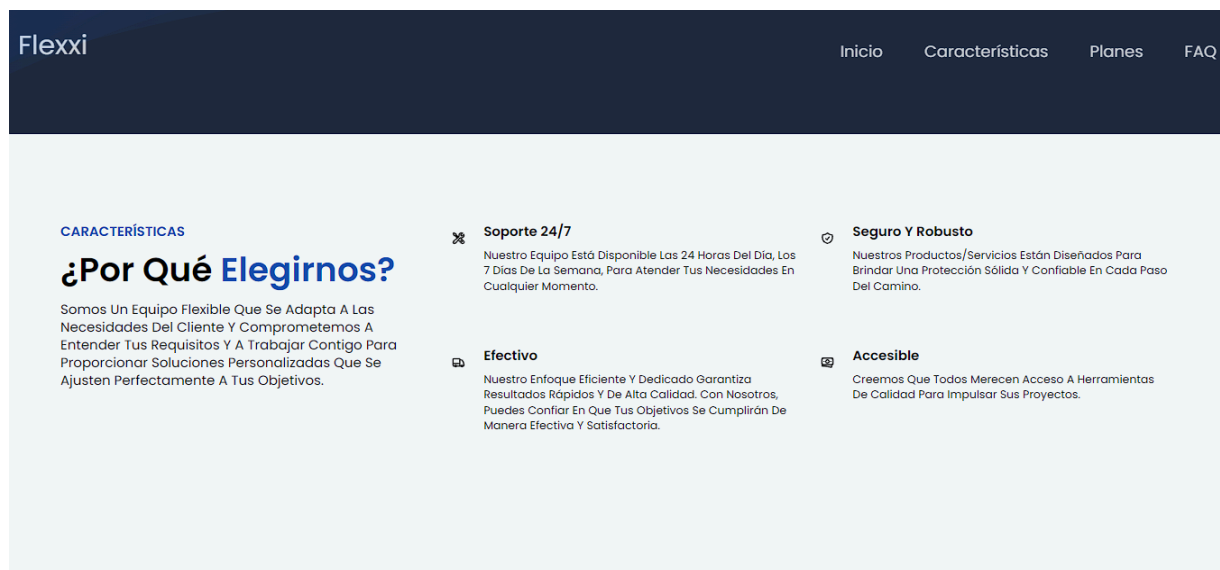 Flexxi
Inicio Características Planes FAQ
CARACTERÍSTICAS
¿Por Qué Elegirnos?
Somos Un Equipo Flexible Que Se Adapta A Las
Necesidades Del Cliente Y Comprometemos A
Entender Tus Requisitos Y A Trabajar Contigo Para
Proporcionar Soluciones Personalizadas Que Se
Ajusten Perfectamente A Tus Objetivos.
Soporte 24/7
Nuestro Equipo Está Disponible Las 24 Horas Del Día, Los
7 Días De La Semana, Para Atender Tus Necesidades En
Cualquier Momento.
Seguro Y Robusto
Nuestros Productos/Servicios Están Diseñados Para
Brindar Una Protección Sólida Y Confiable En Cada Paso
Del Camino.
Efectivo
Nuestro Enfoque Eficiente Y Dedicado Garantiza
Resultados Rápidos Y De Alta Calidad. Con Nosotros,
Puedes Confiar En Que Tus Objetivos Se Cumplirán De
Manera Efectiva Y Satisfactoria.
Accesible
Creemos Que Todos Merecen Acceso A Herramientas
De Calidad Para Impulsar Sus Proyectos.